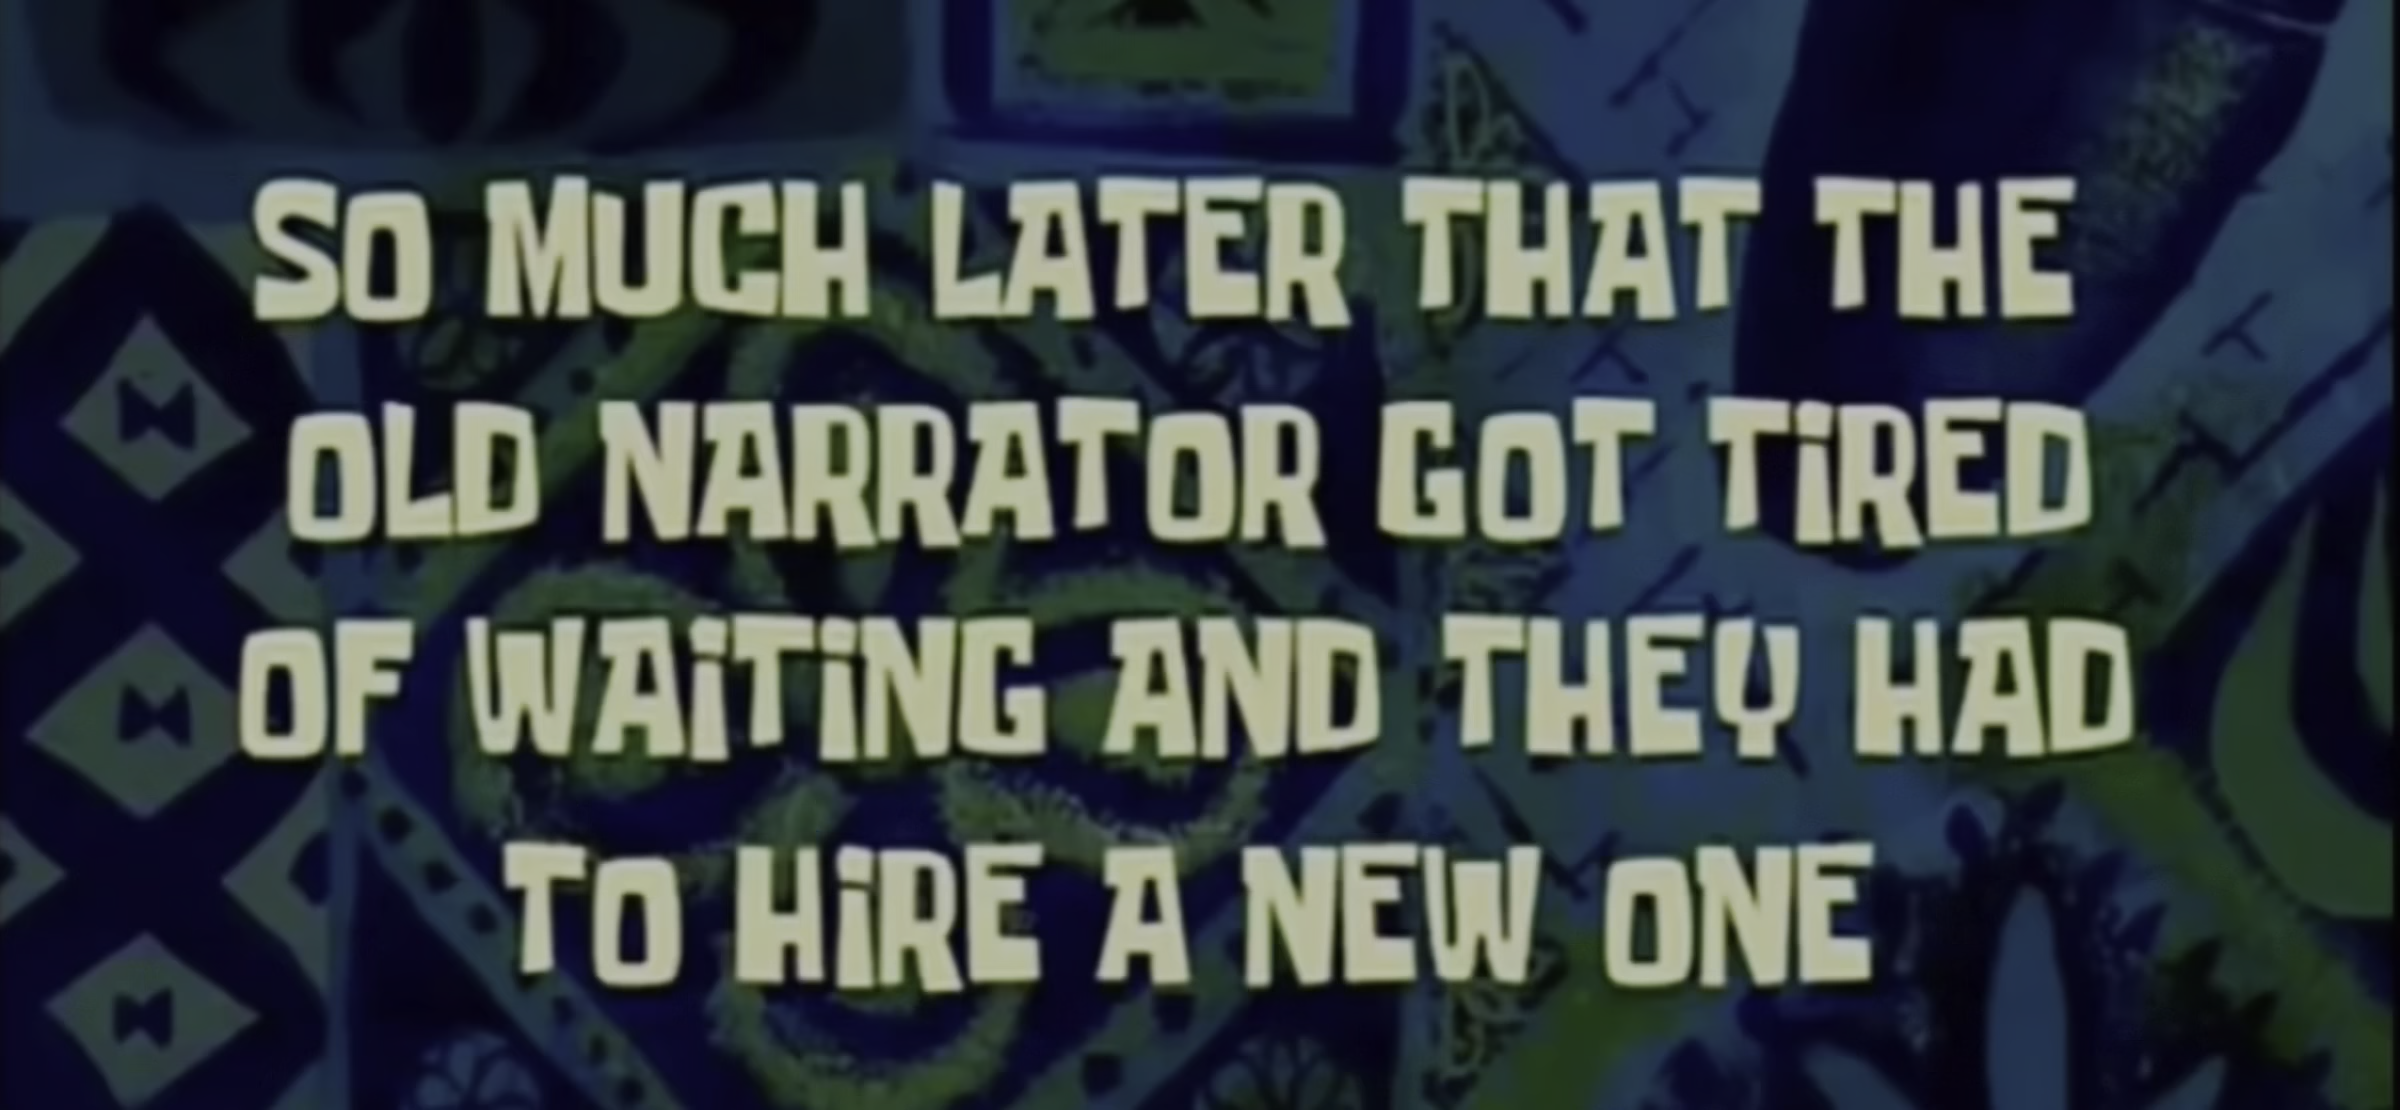 SO MUCH LATER THAT THE
OLD NARRATOR GOT TiRED
OF WAiTiNG AND THEY HAD
TO HiRE A NEW ONE